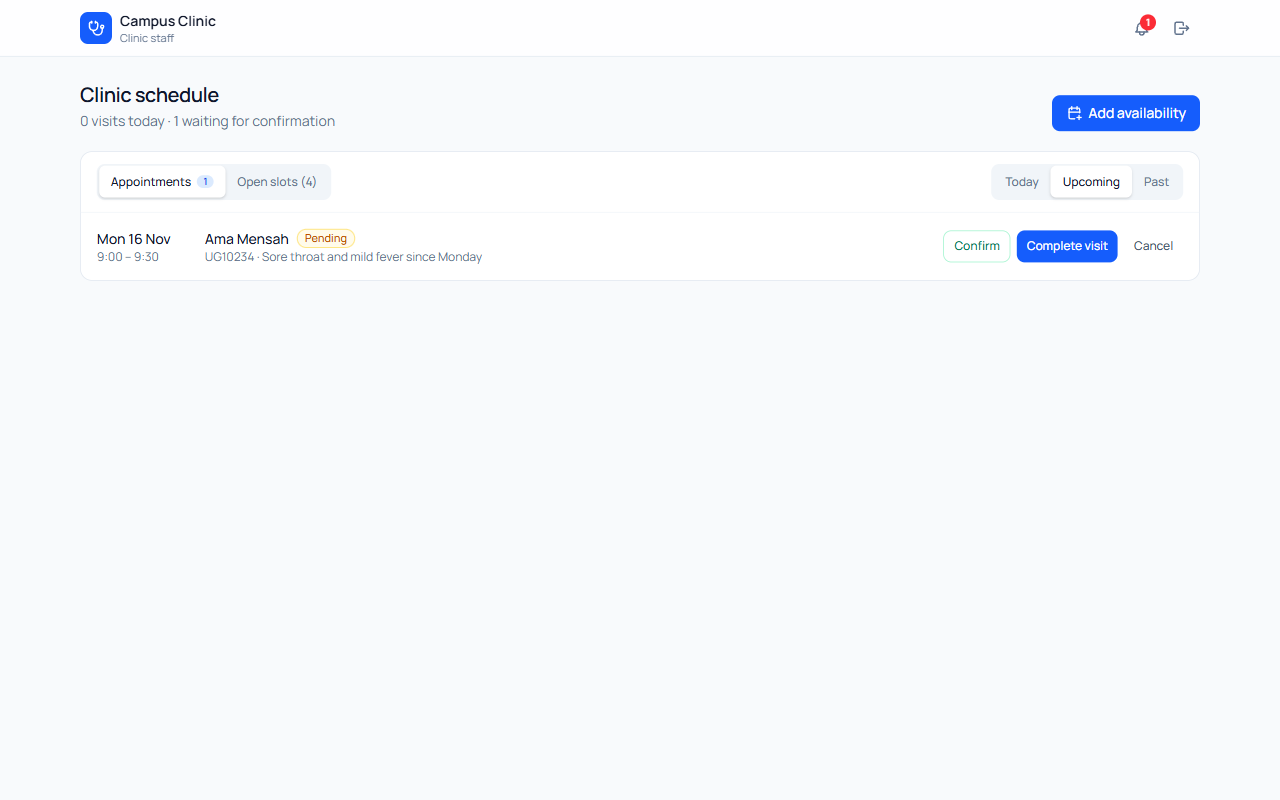 Campus Clinic
Clinic staff
1
Clinic schedule
0 visits today · 1 waiting for confirmation
Add availability
Appointments 1 Open slots (4)
Today Upcoming Past
Mon 16 Nov
9:00 – 9:30
Ama Mensah Pending
UG10234 · Sore throat and mild fever since Monday
Confirm Complete visit Cancel